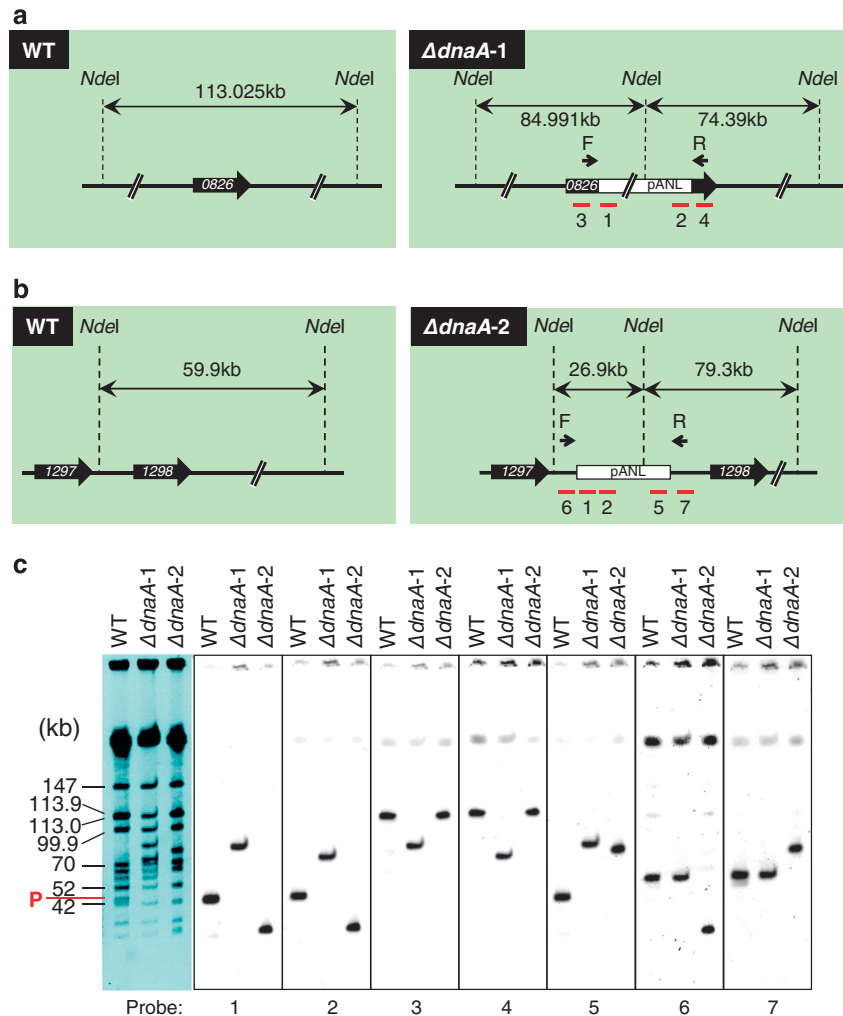 a
WT
NdeI
NdeI
113.025kb
0826
ΔdnaA-1
NdeI
NdeI
NdeI
84.991kb
74.39kb
F
R
0826
pANL
3
1
2
4
b
WT
NdeI
NdeI
59.9kb
1297
1298
ΔdnaA-2
NdeI
NdeI
NdeI
26.9kb
79.3kb
F
R
1297
pANL
1298
6
1
2
5
7
c
WT
ΔdnaA-1
ΔdnaA-2
WT
ΔdnaA-1
ΔdnaA-2
WT
ΔdnaA-1
ΔdnaA-2
WT
ΔdnaA-1
ΔdnaA-2
WT
ΔdnaA-1
ΔdnaA-2
WT
ΔdnaA-1
ΔdnaA-2
WT
ΔdnaA-1
ΔdnaA-2
WT
ΔdnaA-1
ΔdnaA-2
(kb)
147
113.9
113.0
99.9
70
52
P
42
Probe:
1
2
3
4
5
6
7